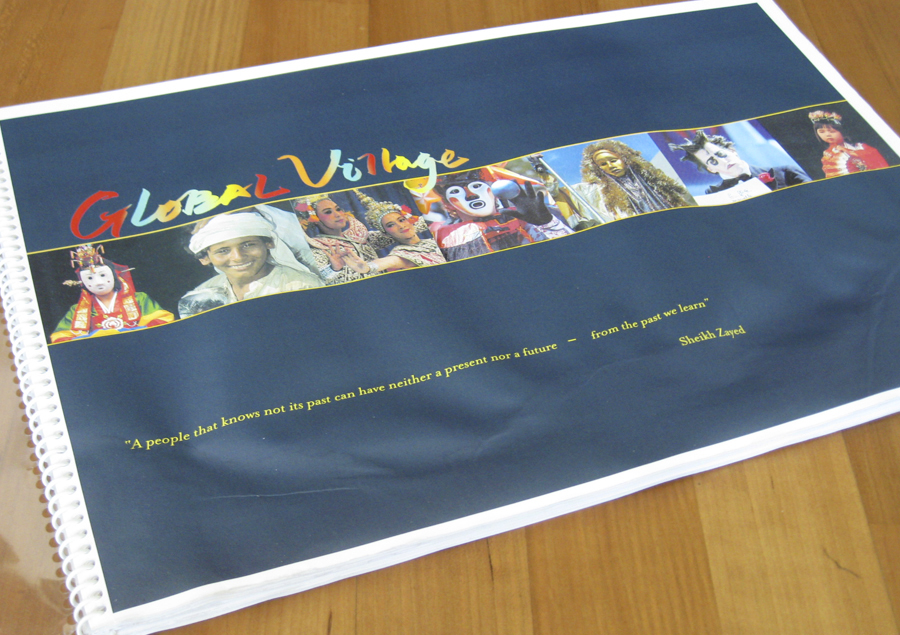 Global Village
"A people that knows not its past can have neither a present nor a future – from the past we learn"
Sheikh Zayed